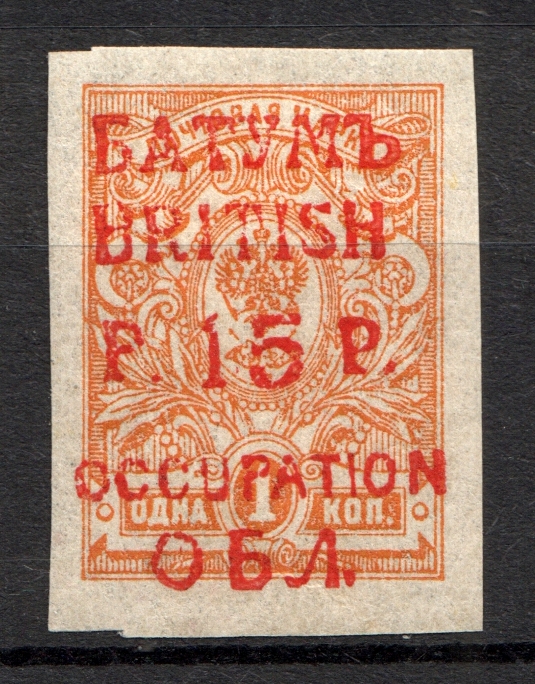 БАТУМЪ
BRITISH
Р. 15 Р.
OCCUPATION
ОДНА 1 КОП.
ОБЛ.